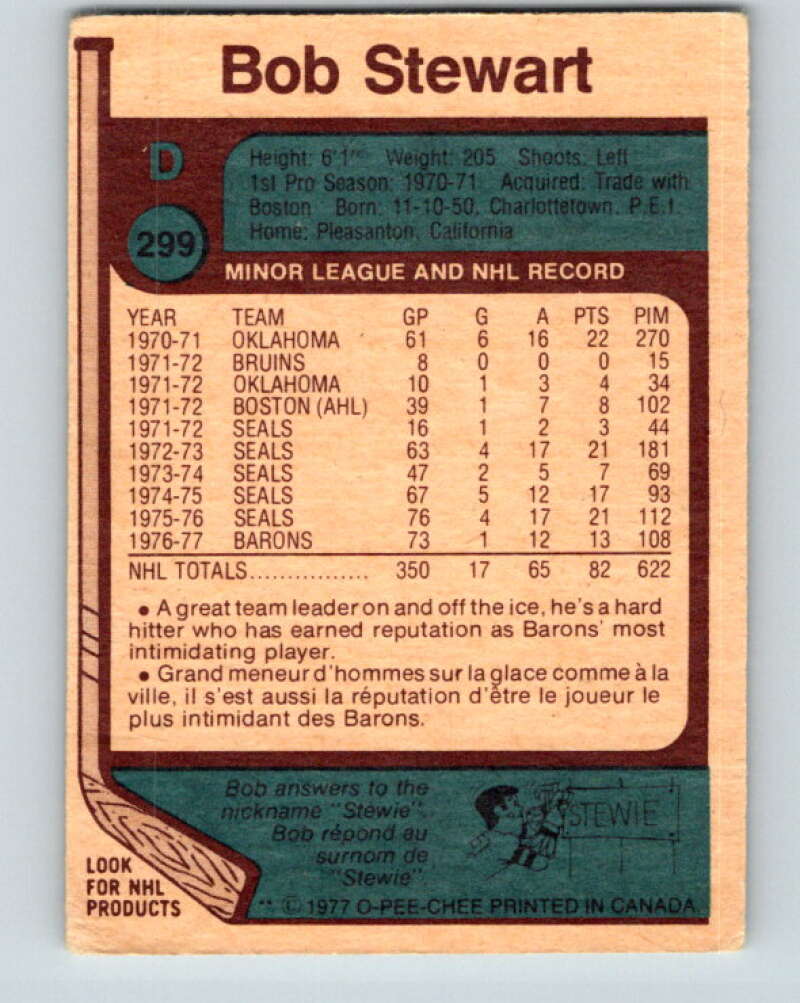 Bob Stewart
D
299
Height: 6'1" Weight: 205 Shoots: Left
1st Pro Season: 1970-71 Acquired: Trade with
Boston Born: 11-10-50, Charlottetown, P.E.I.
Home: Pleasanton, California
MINOR LEAGUE AND NHL RECORD
YEAR TEAM GP G A PTS PIM
1970-71 OKLAHOMA 61 6 16 22 270
1971-72 BRUINS 8 0 0 0 15
1971-72 OKLAHOMA 10 1 3 4 34
1971-72 BOSTON (AHL) 39 1 7 8 102
1971-72 SEALS 16 1 2 3 44
1972-73 SEALS 63 4 17 21 181
1973-74 SEALS 47 2 5 7 69
1974-75 SEALS 67 5 12 17 93
1975-76 SEALS 76 4 17 21 112
1976-77 BARONS 73 1 12 13 108
NHL TOTALS................ 350 17 65 82 622
• A great team leader on and off the ice, he's a hard
hitter who has earned reputation as Barons' most
intimidating player.
• Grand meneur d'hommes sur la glace comme à la
ville, il s'est aussi la réputation d'être le joueur le
plus intimidant des Barons.
Bob answers to the
nickname "Stewie".
Bob répond au
surnom de
"Stewie".
STEWIE
LOOK
FOR NHL
PRODUCTS
** © 1977 O-PEE-CHEE PRINTED IN CANADA